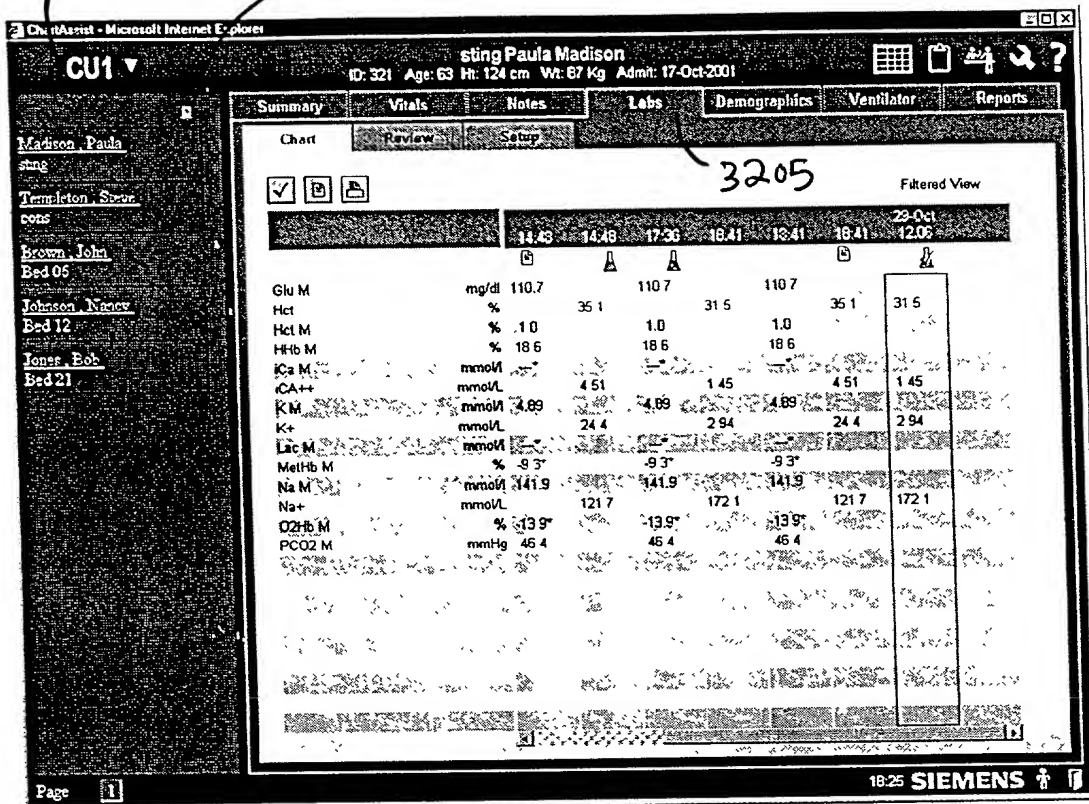 ChartAssist - Microsoft Internet Explorer
CU1
sting Paula Madison
ID: 321 Age: 63 Ht: 124 cm Wt: 87 Kg Admit: 17-Oct-2001
?
Summary Vitals Notes Labs Demographics Ventilator Reports
Chart Review Setup
Madison , Paula
sting
Templeton , Steve
cons
Brown , John
Bed 06
Johnson , Nancy
Bed 12
Jones , Bob
Bed 21
3205
Filtered View
29-Oct
14:43 14:48 17:36 18:41 18:41 18:41 12:06
Glu M mg/dl 110.7 110 7 110 7
Hct % 35 1 31 5 35 1 31 5
Hct M % .1 0 1.0 1.0
HHb M % 18 6 18 6 18 6
iCa M mmol/l —* —* —*
iCA++ mmol/L 4 51 1 45 4 51 1 45
K M mmol/l 4.89 4.89 4.89
K+ mmol/L 24 4 2 94 24 4 2 94
Lac M mmol/l —* —* —*
MetHb M % -9 3* -9 3* -9 3*
Na M mmol/l 141.9 141.9 141.9
Na+ mmol/L 121 7 172 1 121 7 172 1
O2Hb M % -13 9* -13.9* -13 9*
PCO2 M mmHg 46 4 46 4 46 4
Page 1
18:25 SIEMENS